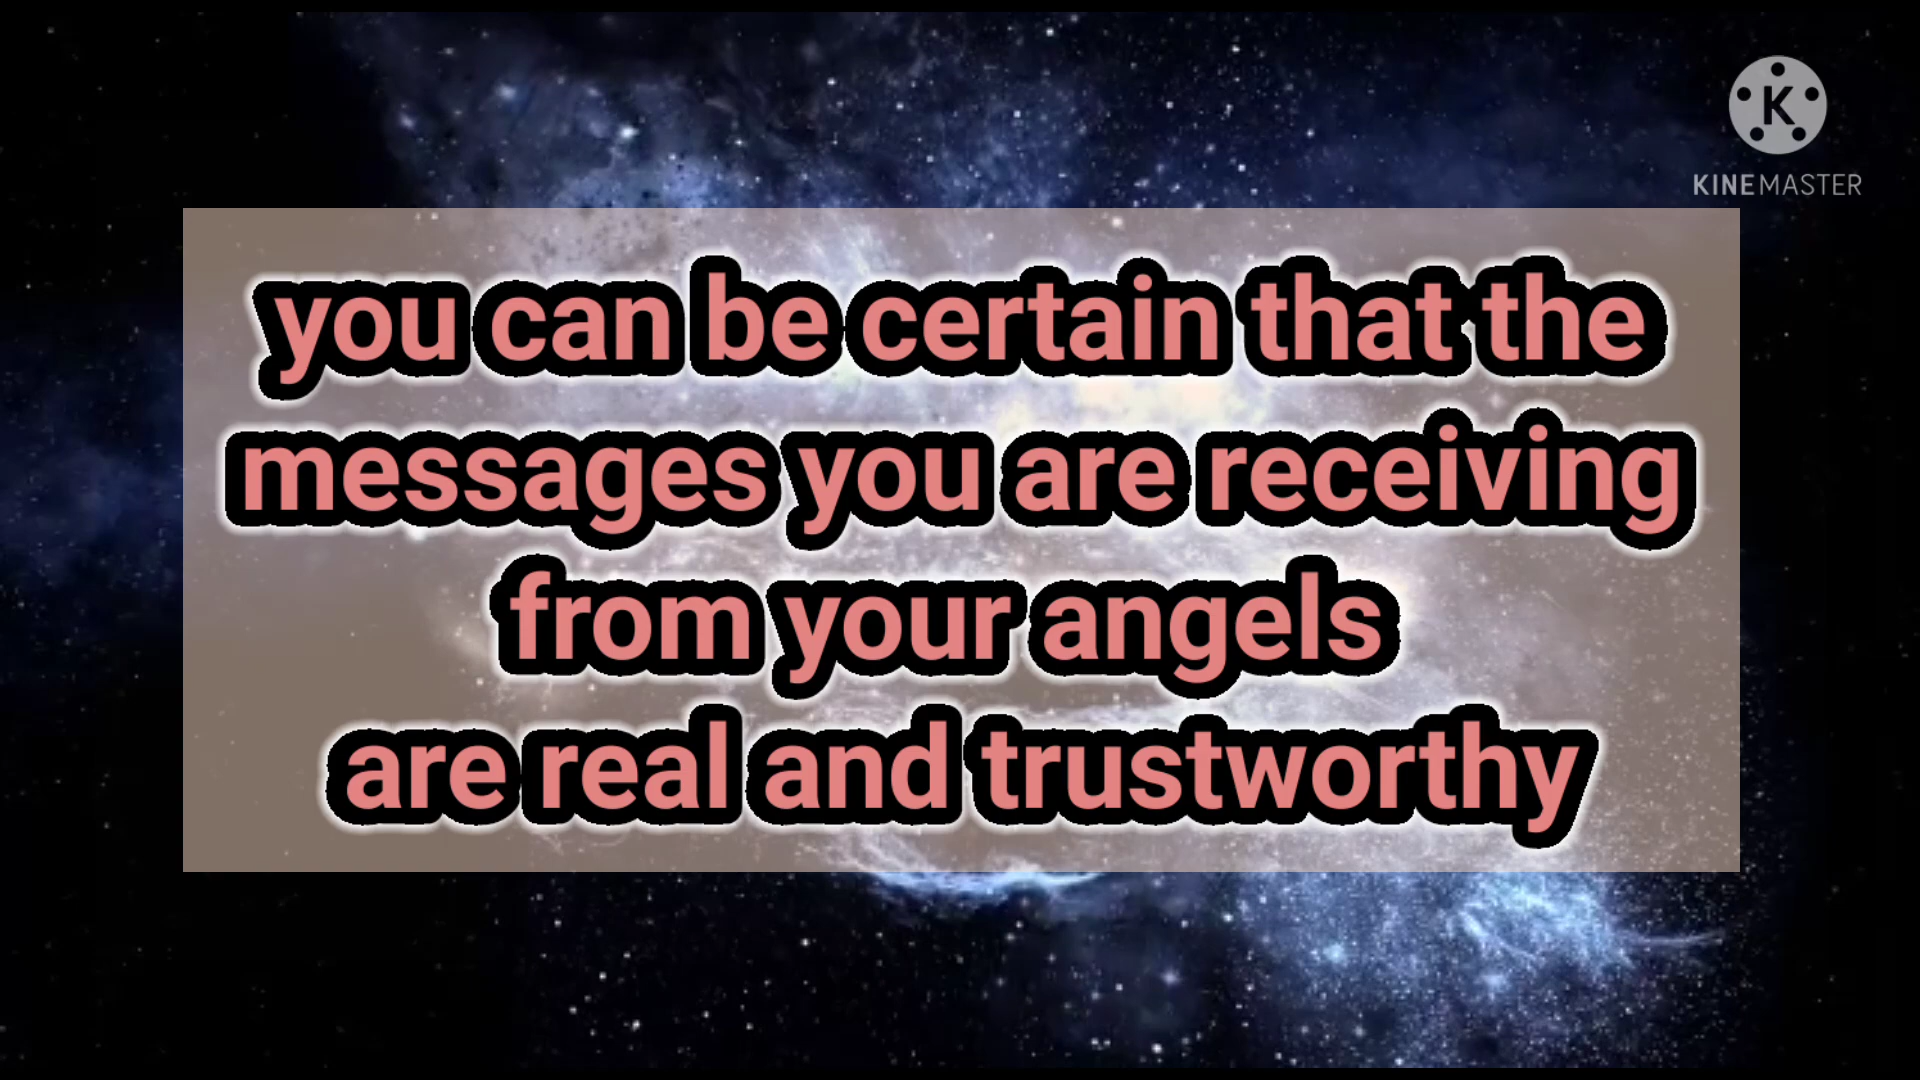 K
KINEMASTER
you can be certain that the
messages you are receiving
from your angels
are real and trustworthy